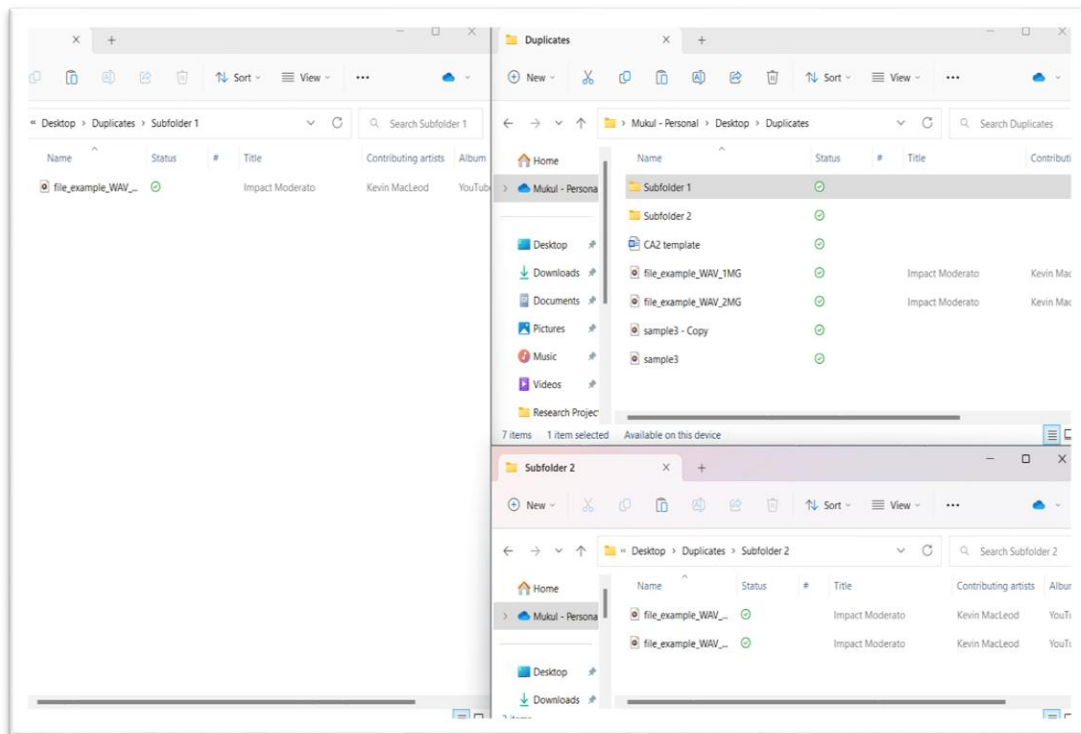 Sort
View
Desktop > Duplicates > Subfolder 1
Search Subfolder 1
Name Status # Title Contributing artists Album
file_example_WAV_... Impact Moderato Kevin MacLeod YouTub
Duplicates
New Sort View
Mukul - Personal > Desktop > Duplicates
Search Duplicates
Home
Mukul - Persona
Desktop
Downloads
Documents
Pictures
Music
Videos
Research Projec
Name Status # Title Contributi
Subfolder 1
Subfolder 2
CA2 template
file_example_WAV_1MG Impact Moderato Kevin Mac
file_example_WAV_2MG Impact Moderato Kevin Mac
sample3 - Copy
sample3
7 items 1 item selected Available on this device
Subfolder 2
New Sort View
Desktop > Duplicates > Subfolder 2
Search Subfolder 2
Home
Mukul - Persona
Desktop
Downloads
Name Status # Title Contributing artists Albur
file_example_WAV_... Impact Moderato Kevin MacLeod YouTu
file_example_WAV_... Impact Moderato Kevin MacLeod YouTu